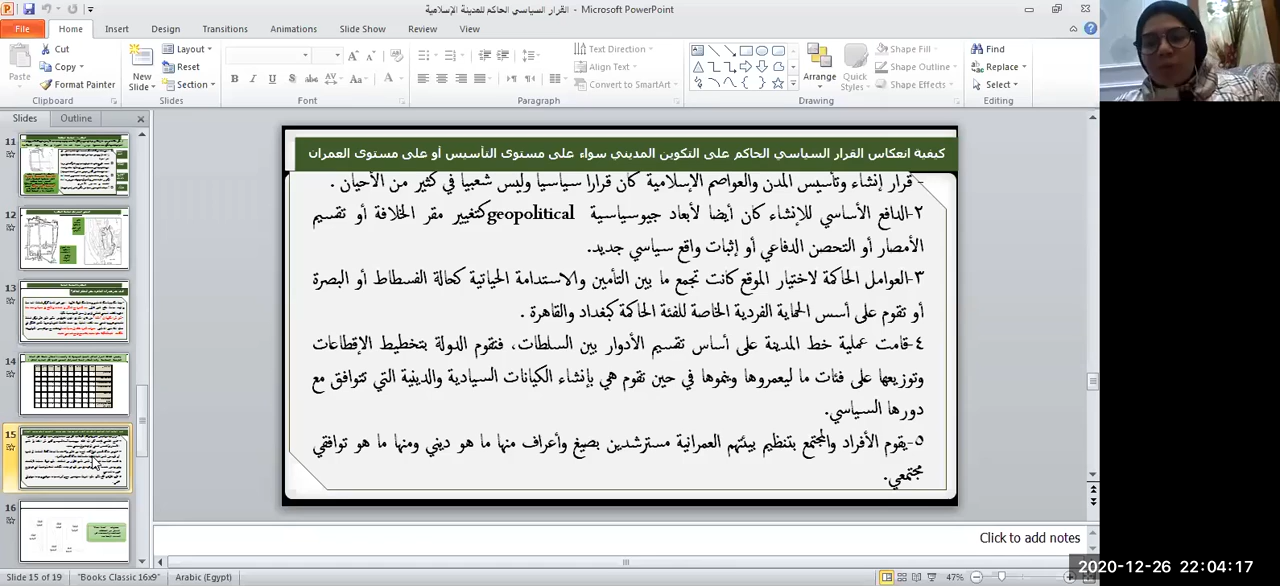 القرار السياسي الحاكم للمدينة الإسلامية - Microsoft PowerPoint
File Home Insert Design Transitions Animations Slide Show Review View
Paste
Cut
Copy
Format Painter
Clipboard
New Slide
Layout
Reset
Section
Slides
B I U S abc AV Aa A
Font
Text Direction
Align Text
Convert to SmartArt
Paragraph
Arrange
Quick Styles
Shape Fill
Shape Outline
Shape Effects
Drawing
Find
Replace
Select
Editing
Slides Outline
11
12
13
14
15
16
كيفية انعكاس القرار السياسي الحاكم على التكوين المديني سواء على مستوى التأسيس أو على مستوى العمران
- قرار إنشاء وتأسيس المدن والعواصم الإسلامية كان قرارا سياسيا وليس شعبيا في كثير من الأحيان .
٢-الدافع الأساسي للإنشاء كان أيضا لأبعاد جيوسياسية geopolitical كتغيير مقر الخلافة أو تقسيم
الأمصار أو التحصن الدفاعي أو إثبات واقع سياسي جديد.
٣-العوامل الحاكمة لاختيار الموقع كانت تجمع ما بين التأمين والاستدامة الحياتية كحالة الفسطاط أو البصرة
أو تقوم على أسس الحماية الفردية الخاصة للفئة الحاكمة كبغداد والقاهرة .
٤-قامت عملية خط المدينة على أساس تقسيم الأدوار بين السلطات، فتقوم الدولة بتخطيط الإقطاعات
وتوزيعها على فئات ما ليعمروها وينموها في حين تقوم هي بإنشاء الكيانات السيادية والدينية التي تتوافق مع
دورها السياسي.
٥-يقوم الأفراد والمجتمع بتنظيم بيئتهم العمرانية مسترشدين بصيغ وأعراف منها ما هو ديني ومنها ما هو توافقي
مجتمعي.
Click to add notes
Slide 15 of 19 "Books Classic 16x9" Arabic (Egypt) 47%
2020-12-26 22:04:17